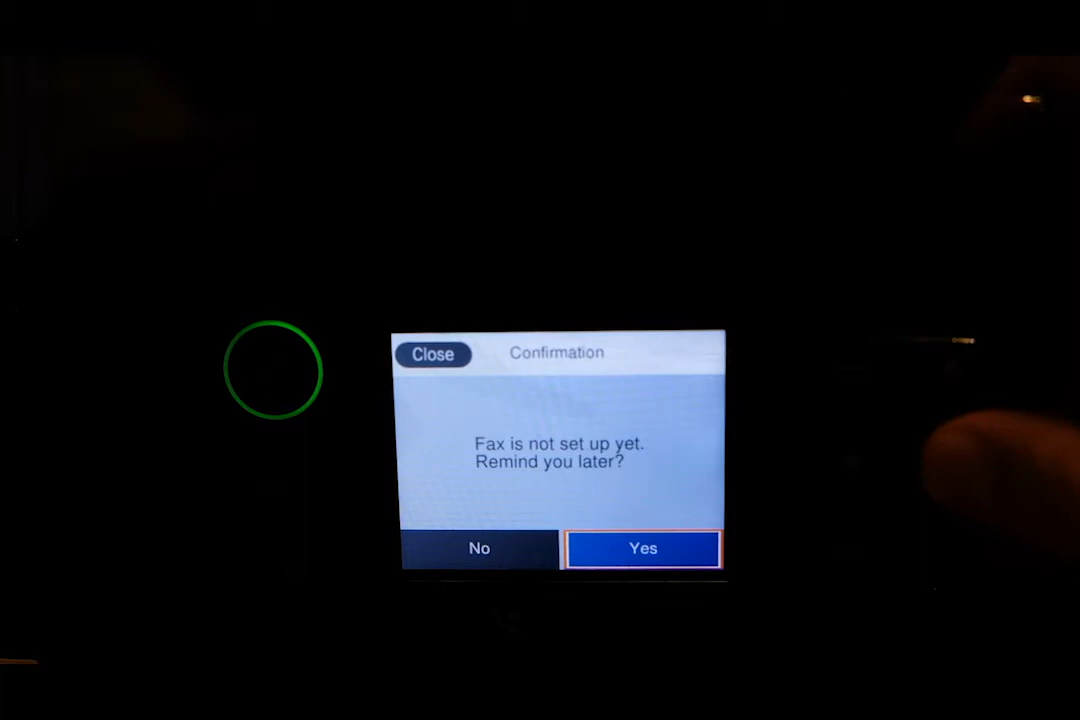 Close
Confirmation
Fax is not set up yet.
Remind you later?
No
Yes